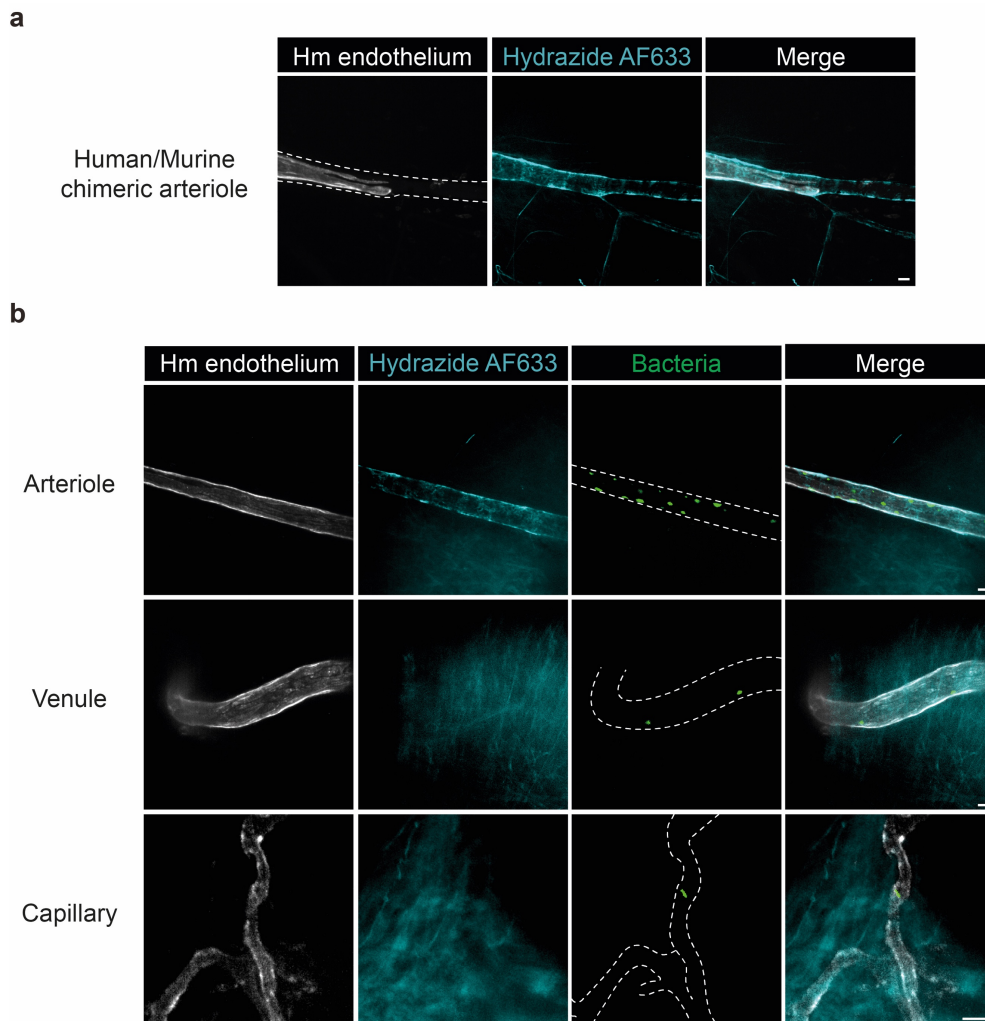 a
Hm endothelium
Hydrazide AF633
Merge
Human/Murine
chimeric arteriole
b
Hm endothelium
Hydrazide AF633
Bacteria
Merge
Arteriole
Venule
Capillary